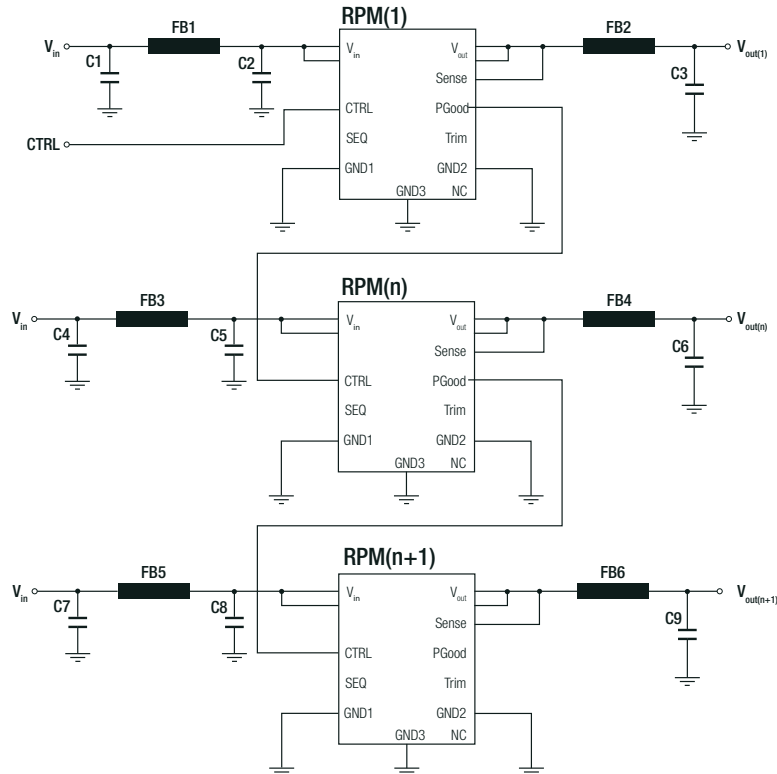 RPM(1)
Vin
FB1
C1
C2
Vin
Vout
FB2
Vout(1)
C3
Sense
CTRL
PGood
CTRL
SEQ
Trim
GND1
GND2
GND3
NC
RPM(n)
Vin
FB3
C4
C5
Vin
Vout
FB4
Vout(n)
C6
Sense
CTRL
PGood
SEQ
Trim
GND1
GND2
GND3
NC
RPM(n+1)
Vin
FB5
C7
C8
Vin
Vout
FB6
Vout(n+1)
C9
Sense
CTRL
PGood
SEQ
Trim
GND1
GND2
GND3
NC